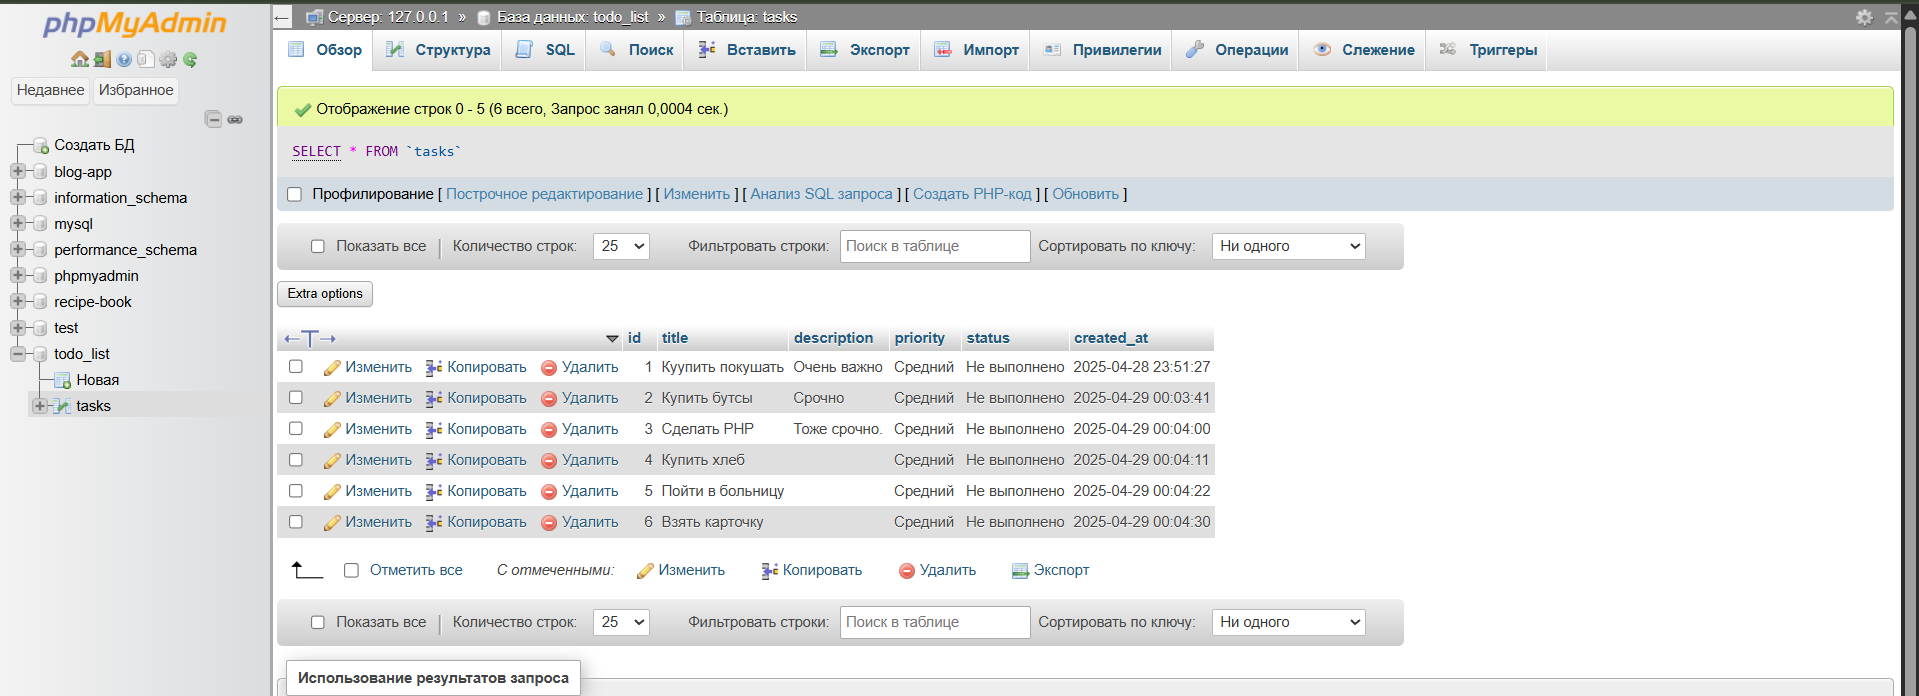 phpMyAdmin
Недавнее Избранное
Создать БД
blog-app
information_schema
mysql
performance_schema
phpmyadmin
recipe-book
test
todo_list
Новая
tasks
Сервер: 127.0.0.1 » База данных: todo_list » Таблица: tasks
Обзор Структура SQL Поиск Вставить Экспорт Импорт Привилегии Операции Слежение Триггеры
Отображение строк 0 - 5 (6 всего, Запрос занял 0,0004 сек.)
SELECT * FROM `tasks`
Профилирование [ Построчное редактирование ] [ Изменить ] [ Анализ SQL запроса ] [ Создать PHP-код ] [ Обновить ]
Показать все | Количество строк: 25 Фильтровать строки: Поиск в таблице Сортировать по ключу: Ни одного
Extra options
←T→ id title description priority status created_at
Изменить Копировать Удалить 1 Куупить покушать Очень важно Средний Не выполнено 2025-04-28 23:51:27
Изменить Копировать Удалить 2 Купить бутсы Срочно Средний Не выполнено 2025-04-29 00:03:41
Изменить Копировать Удалить 3 Сделать PHP Тоже срочно. Средний Не выполнено 2025-04-29 00:04:00
Изменить Копировать Удалить 4 Купить хлеб Средний Не выполнено 2025-04-29 00:04:11
Изменить Копировать Удалить 5 Пойти в больницу Средний Не выполнено 2025-04-29 00:04:22
Изменить Копировать Удалить 6 Взять карточку Средний Не выполнено 2025-04-29 00:04:30
Отметить все С отмеченными: Изменить Копировать Удалить Экспорт
Показать все | Количество строк: 25 Фильтровать строки: Поиск в таблице Сортировать по ключу: Ни одного
Использование результатов запроса